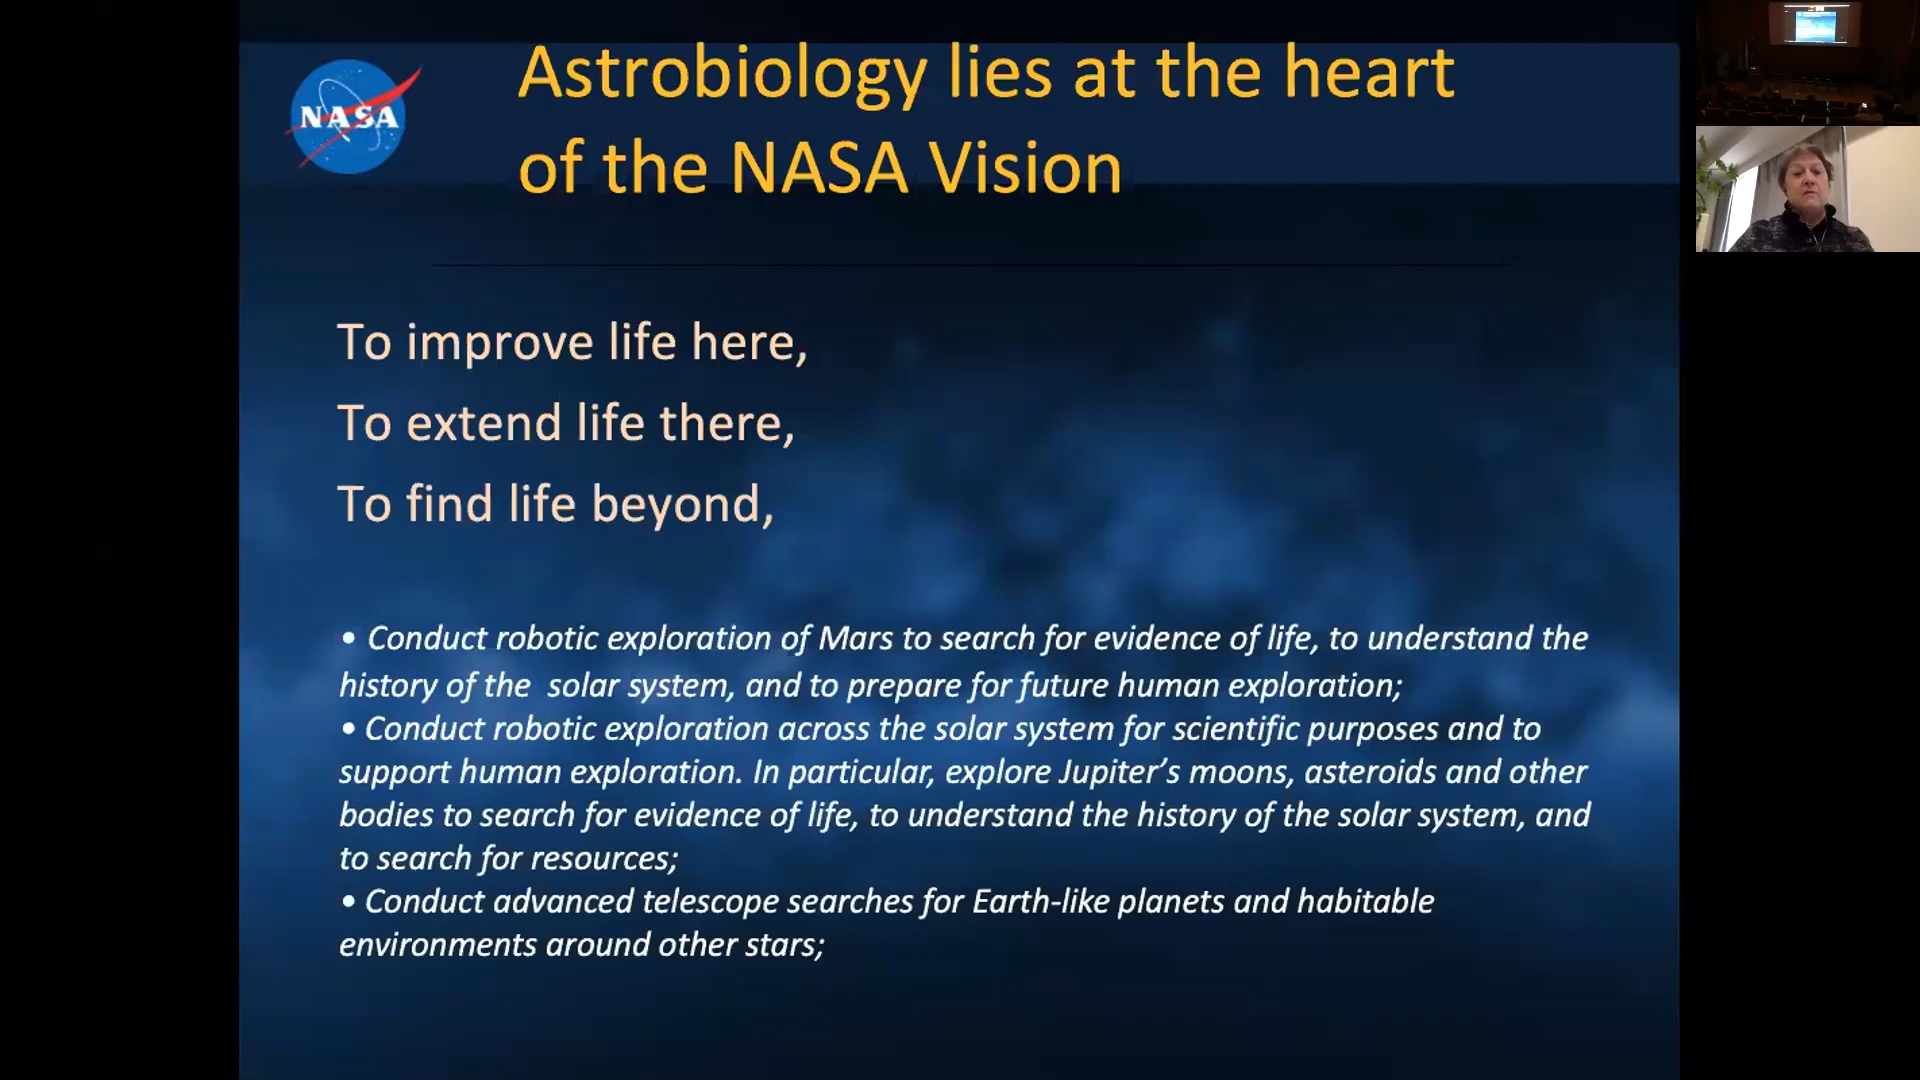 NASA
Astrobiology lies at the heart
of the NASA Vision
To improve life here,
To extend life there,
To find life beyond,
• Conduct robotic exploration of Mars to search for evidence of life, to understand the
history of the  solar system, and to prepare for future human exploration;
• Conduct robotic exploration across the solar system for scientific purposes and to
support human exploration. In particular, explore Jupiter’s moons, asteroids and other
bodies to search for evidence of life, to understand the history of the solar system, and
to search for resources;
• Conduct advanced telescope searches for Earth-like planets and habitable
environments around other stars;